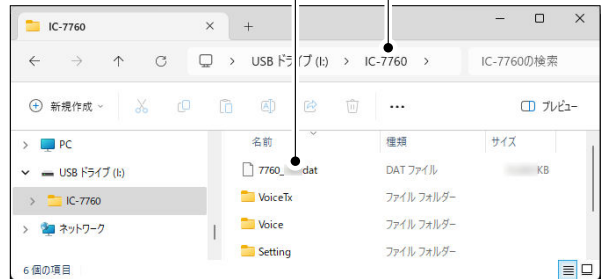 IC-7760
USB ドライブ (I:) > IC-7760 >
IC-7760の検索
新規作成
プレビュー
名前 種類 サイズ
PC
USB ドライブ (I:)
IC-7760
ネットワーク
7760_ dat DAT ファイル KB
VoiceTx ファイル フォルダー
Voice ファイル フォルダー
Setting ファイル フォルダー
6 個の項目